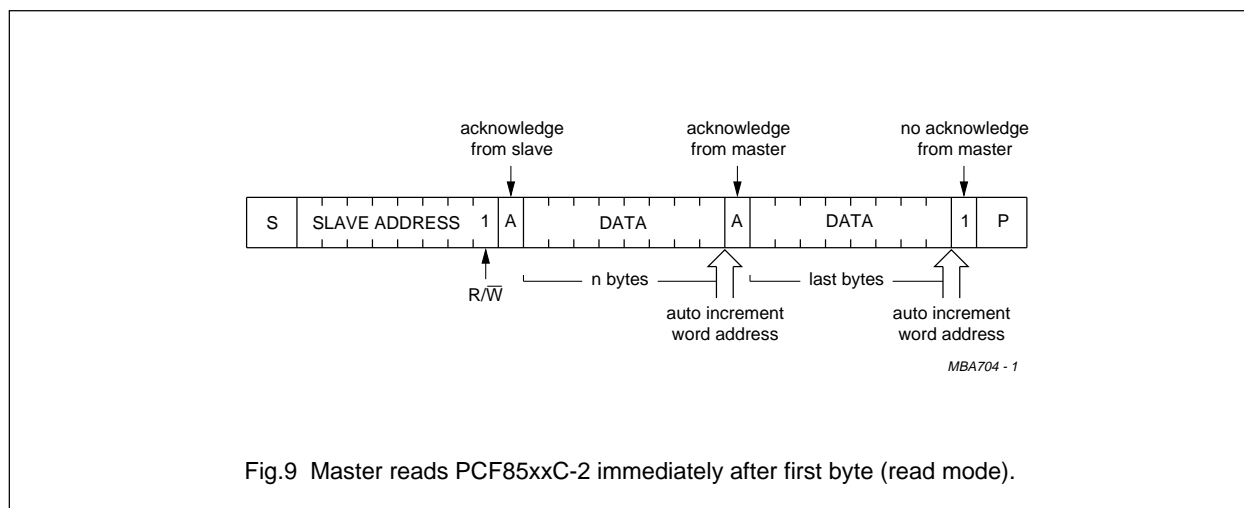 acknowledge
from slave
acknowledge
from master
no acknowledge
from master
S SLAVE ADDRESS 1 A DATA A DATA 1 P
R/W̅
n bytes
last bytes
auto increment
word address
auto increment
word address
MBA704 - 1
Fig.9 Master reads PCF85xxC-2 immediately after first byte (read mode).